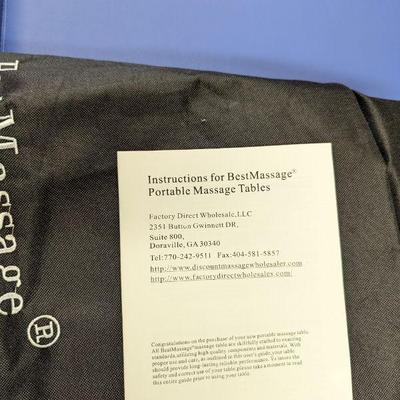 Massage®
Instructions for BestMassage®
Portable Massage Tables
Factory Direct Wholesale,LLC
2351 Button Gwinnett DR,
Suite 800,
Doraville, GA 30340
Tel:770-242-9511 Fax:404-581-5857
http://www.discountmassagewholesaler.com
http://www.factorydirectwholesales.com/
Congratulations on the purchase of your new portable massage table.
All BestMassage® massage table are skillfully crafted to exacting
standards,utilizing high quality components and materials. With
proper use and care, as outlined in this user's guide,your table
should provide long-lasting reliable performance. To insure the
safety and correct use of your table please take a moment to read
this entire guide prior to using your table.